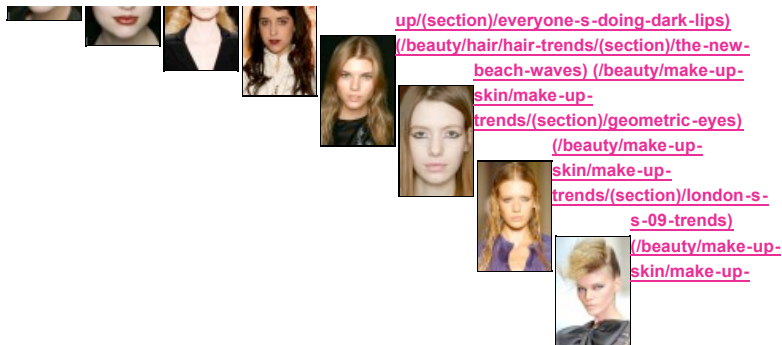 up/(section)/everyone-s-doing-dark-lips)
(/beauty/hair/hair-trends/(section)/the-new-
beach-waves) (/beauty/make-up-
skin/make-up-
trends/(section)/geometric-eyes)
(/beauty/make-up-
skin/make-up-
trends/(section)/london-s-
s-09-trends)
(/beauty/make-up-
skin/make-up-